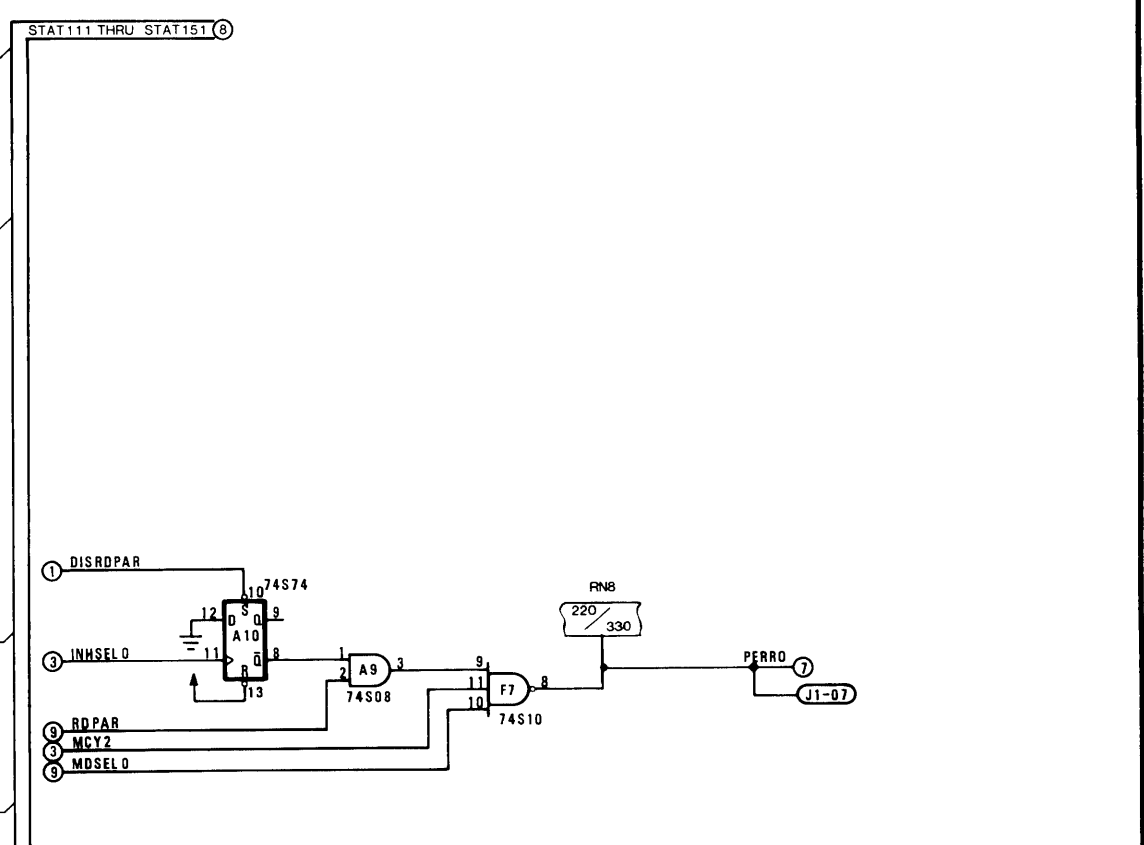 STAT111 THRU STAT151 8
1 DISRDPAR
10 74S74
S
12 D Q 9
A10
3 INHSEL0 11 Q 8
R
13
1
2 A9 3
74S08
RN8
220/330
9
11 F7 8
10
74S10
PERRO 7
J1-07
9 RDPAR
3 MCY2
9 MDSEL0